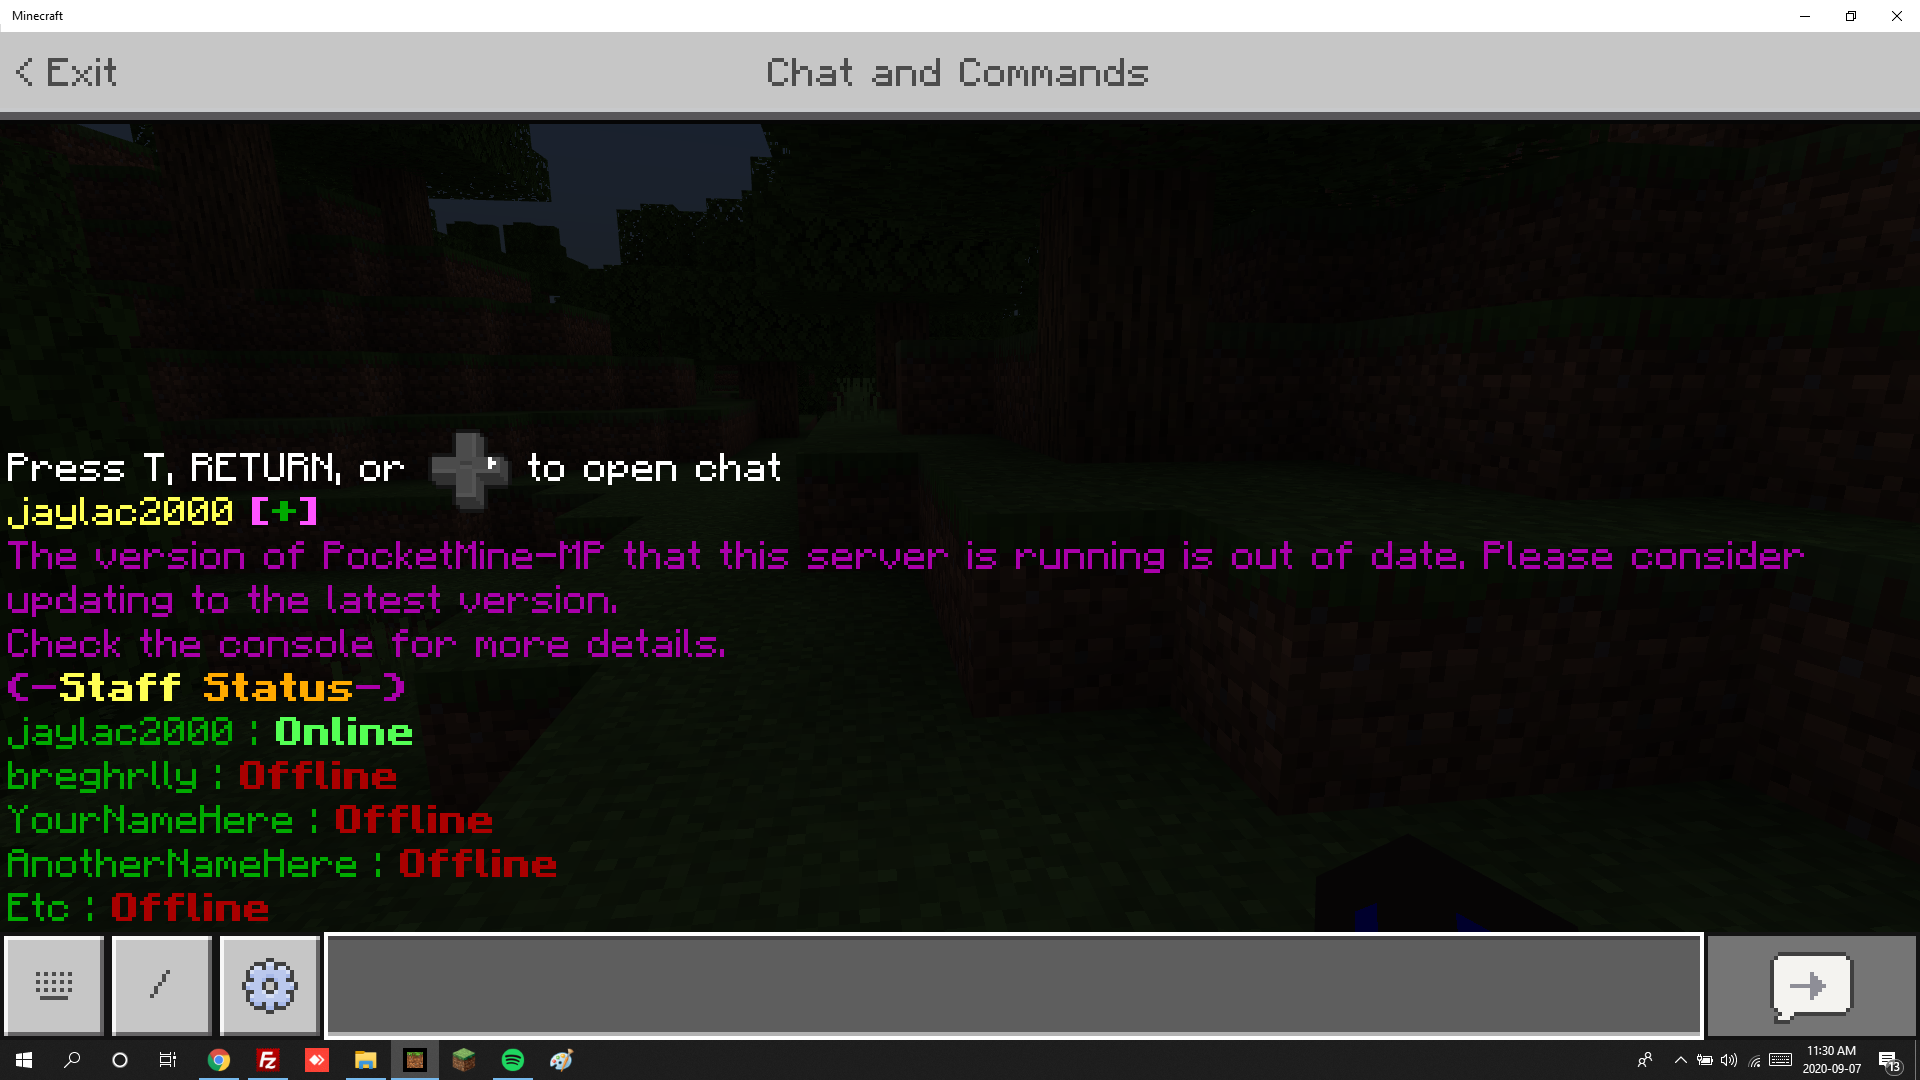 Minecraft
< Exit
Chat and Commands
Press T, RETURN, or to open chat
jaylac2000 [+]
The version of PocketMine-MP that this server is running is out of date. Please consider
updating to the latest version.
Check the console for more details.
(-Staff Status-)
jaylac2000 : Online
breghrlly : Offline
YourNameHere : Offline
AnotherNameHere : Offline
Etc : Offline
/
Fz
11:30 AM
2020-09-07
13